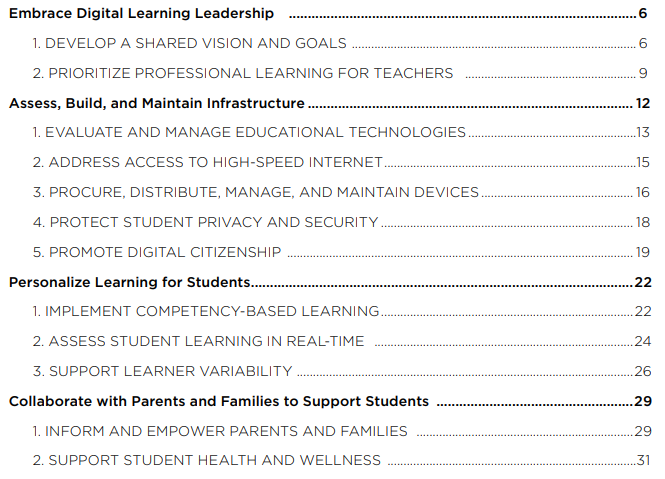 Embrace Digital Learning Leadership ........................................................................................ 6
1. DEVELOP A SHARED VISION AND GOALS ........................................................................ 6
2. PRIORITIZE PROFESSIONAL LEARNING FOR TEACHERS ........................................... 9
Assess, Build, and Maintain Infrastructure ................................................................................. 12
1. EVALUATE AND MANAGE EDUCATIONAL TECHNOLOGIES .......................................... 13
2. ADDRESS ACCESS TO HIGH-SPEED INTERNET ............................................................... 15
3. PROCURE, DISTRIBUTE, MANAGE, AND MAINTAIN DEVICES ....................................... 16
4. PROTECT STUDENT PRIVACY AND SECURITY ................................................................ 18
5. PROMOTE DIGITAL CITIZENSHIP ....................................................................................... 19
Personalize Learning for Students ............................................................................................... 22
1. IMPLEMENT COMPETENCY-BASED LEARNING ................................................................ 22
2. ASSESS STUDENT LEARNING IN REAL-TIME ................................................................. 24
3. SUPPORT LEARNER VARIABILITY ..................................................................................... 26
Collaborate with Parents and Families to Support Students .................................................. 29
1. INFORM AND EMPOWER PARENTS AND FAMILIES ....................................................... 29
2. SUPPORT STUDENT HEALTH AND WELLNESS ............................................................... 31